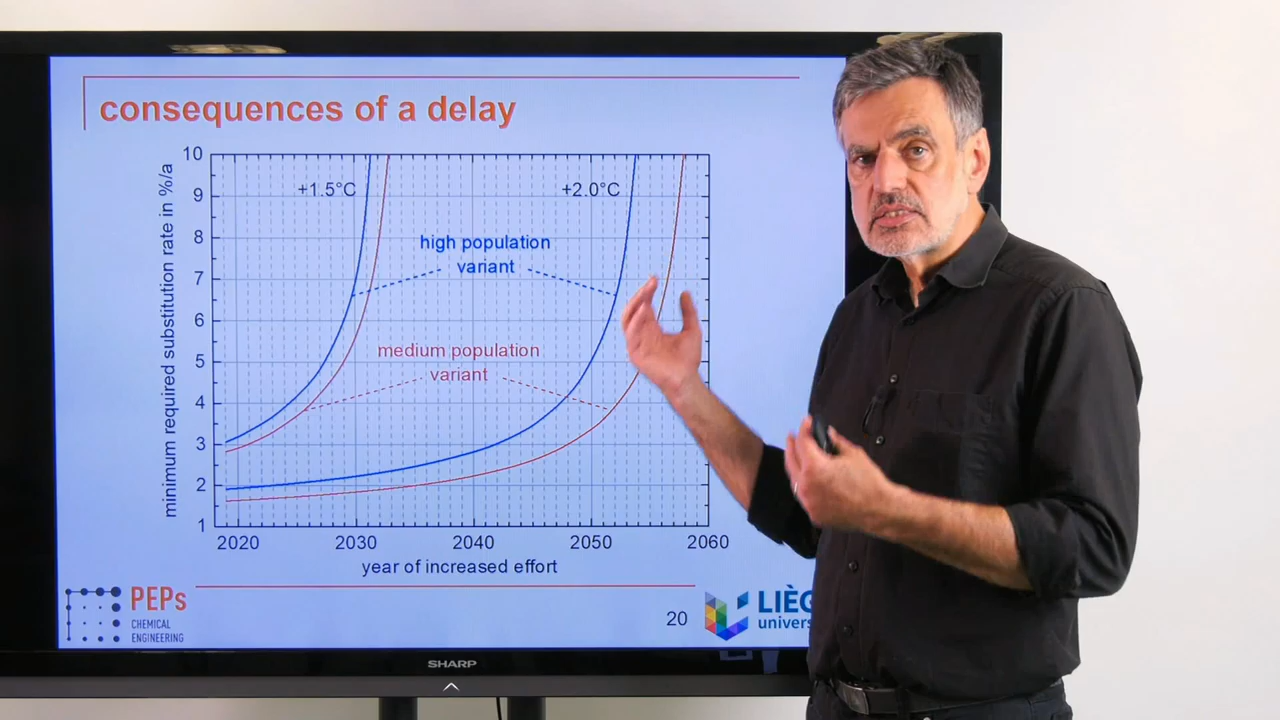 consequences of a delay
minimum required substitution rate in %/a
10
9
8
7
6
5
4
3
2
1
+1.5°C
+2.0°C
high population
variant
medium population
variant
2020
2030
2040
2050
2060
year of increased effort
PEPs
CHEMICAL
ENGINEERING
20
LIÈG
univers
SHARP